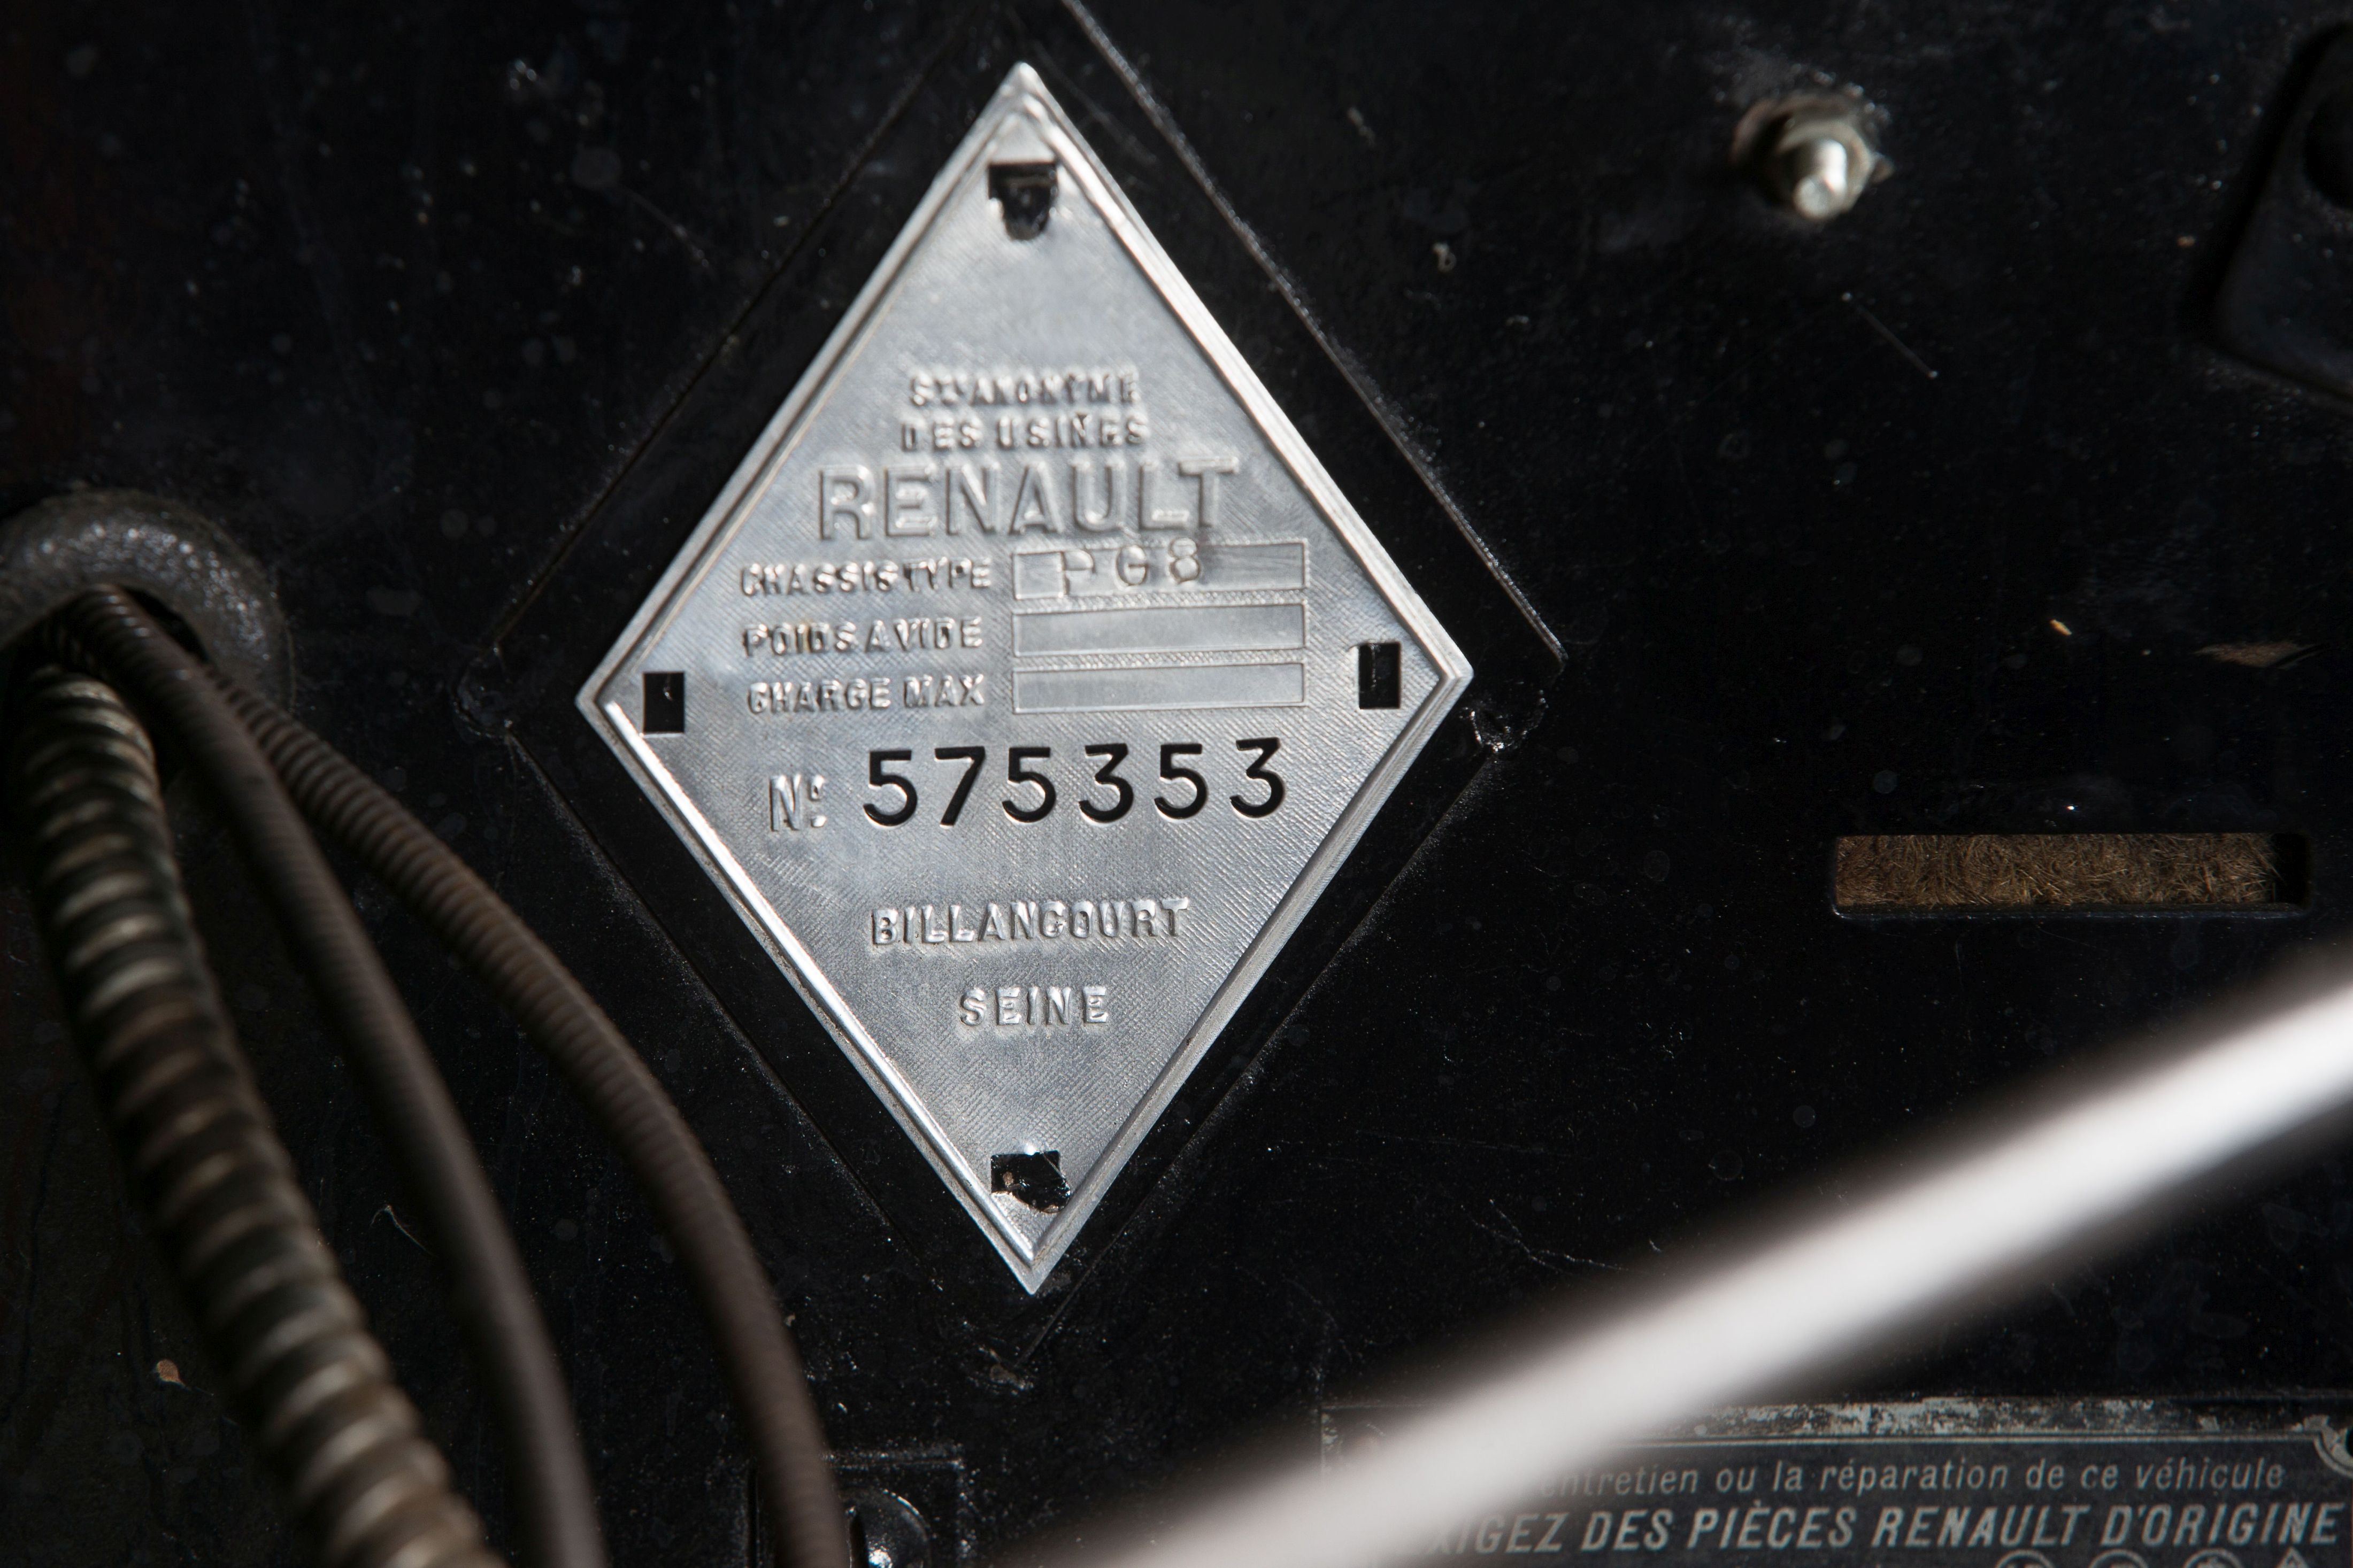 STE ANONYME
DES USINES
RENAULT
CHASSIS TYPE PG8
POIDS A VIDE
CHARGE MAX
No 575353
BILLANCOURT
SEINE
entretien ou la réparation de ce véhicule
EXIGEZ DES PIÈCES RENAULT D'ORIGINE